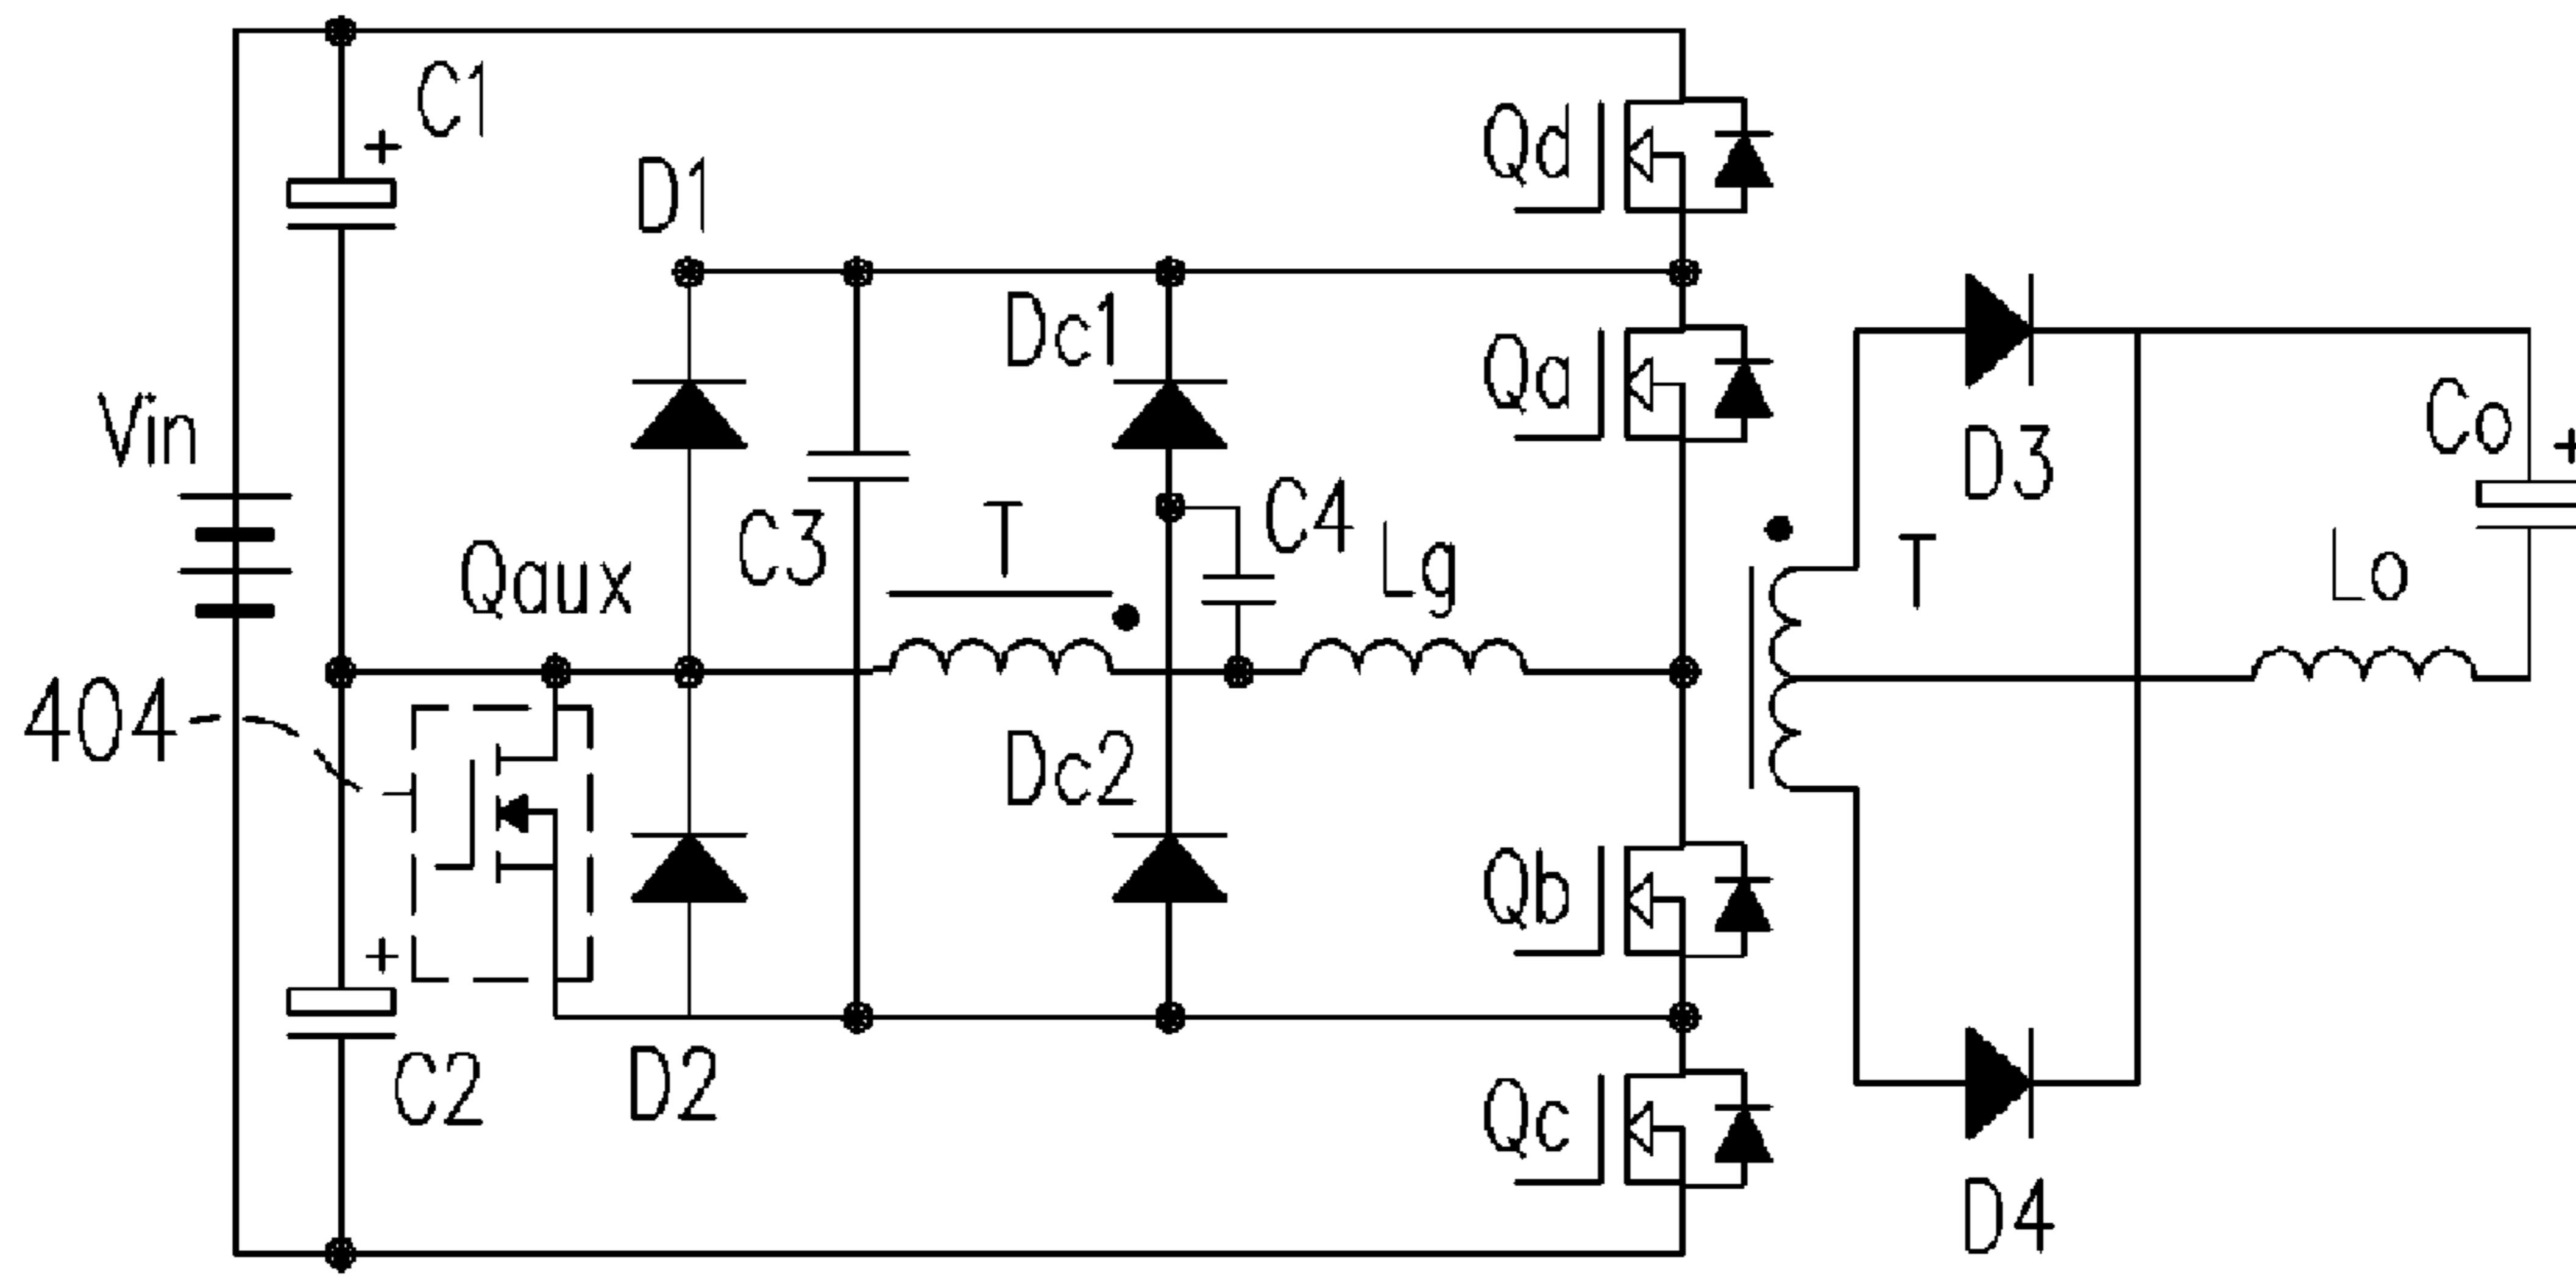 C1
+
Qd
D1
Dc1
Qa
Vin
D3
Co
+
C3
T
C4
Lg
Qaux
T
Lo
404
Dc2
Qb
+
C2
D2
Qc
D4